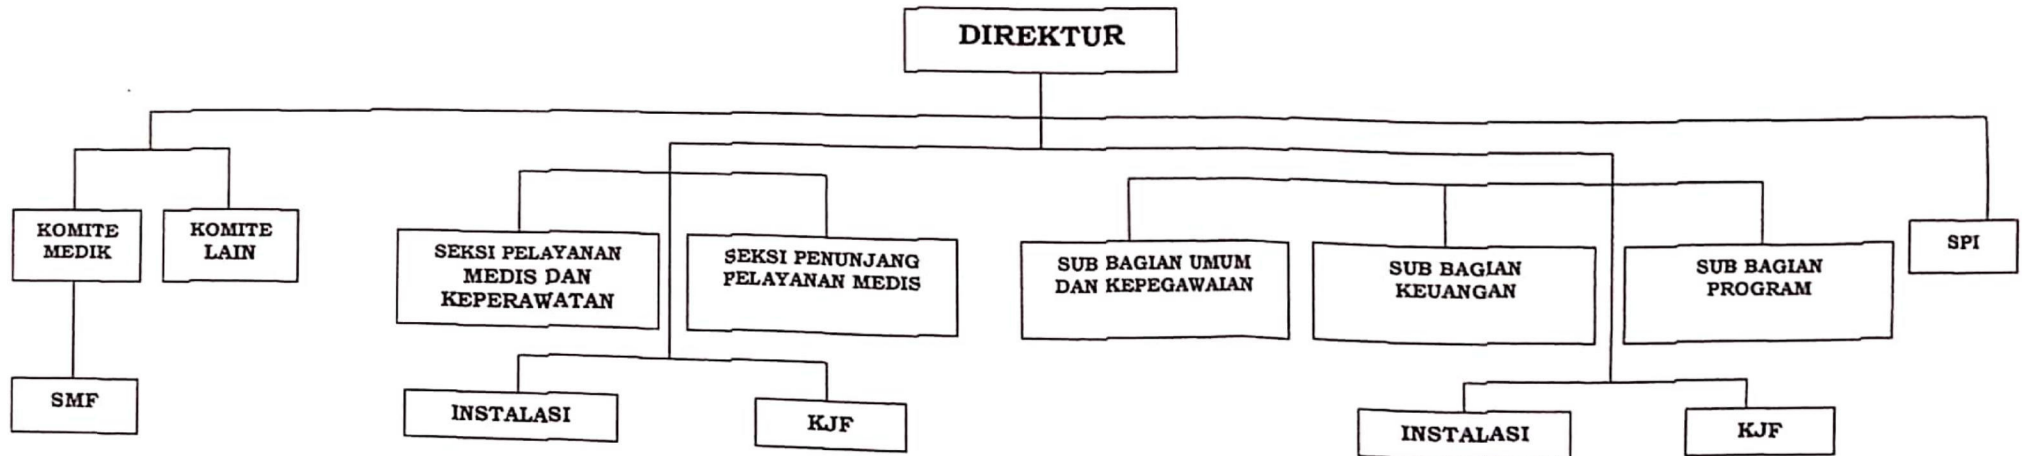 DIREKTUR
KOMITE
MEDIK
KOMITE
LAIN
SEKSI PELAYANAN
MEDIS DAN
KEPERAWATAN
SEKSI PENUNJANG
PELAYANAN MEDIS
SUB BAGIAN UMUM
DAN KEPEGAWAIAN
SUB BAGIAN
KEUANGAN
SUB BAGIAN
PROGRAM
SPI
SMF
INSTALASI
KJF
INSTALASI
KJF